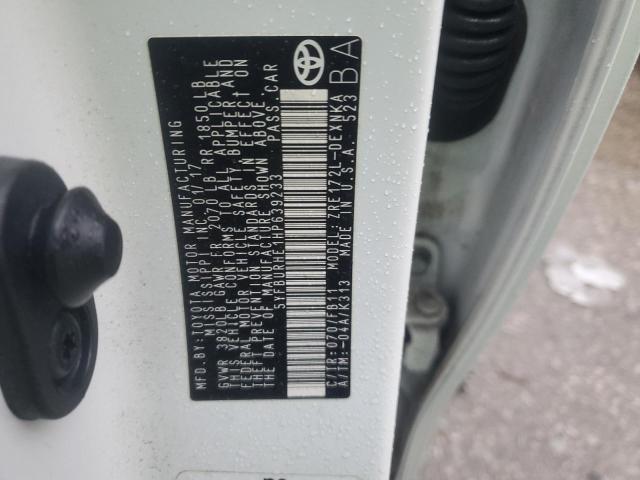 MFD.BY:TOYOTA MOTOR MANUFACTURING
MISSISSIPPI INC. 01/17
GVWR 3820LB GAWR FR 2070 LB RR 1850 LB
THIS VEHICLE CONFORMS TO ALL APPLICABLE
FEDERAL MOTOR VEHICLE SAFETY, BUMPER AND
THEFT PREVENTION STANDARDS IN EFFECT ON
THE DATE OF MANUFACTURE SHOWN ABOVE.
5YFBURHE1HP639233 PASS.CAR
C/TR:070/FB11 MODEL:ZRE172L-DEXNKA
A/TM:-04A/K313 MADE IN U.S.A. 523
BA